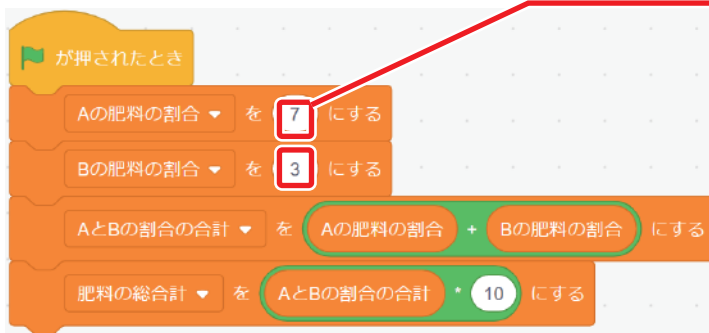 が押されたとき
Aの肥料の割合 を 7 にする
Bの肥料の割合 を 3 にする
AとBの割合の合計 を Aの肥料の割合 + Bの肥料の割合 にする
肥料の総合計 を AとBの割合の合計 * 10 にする